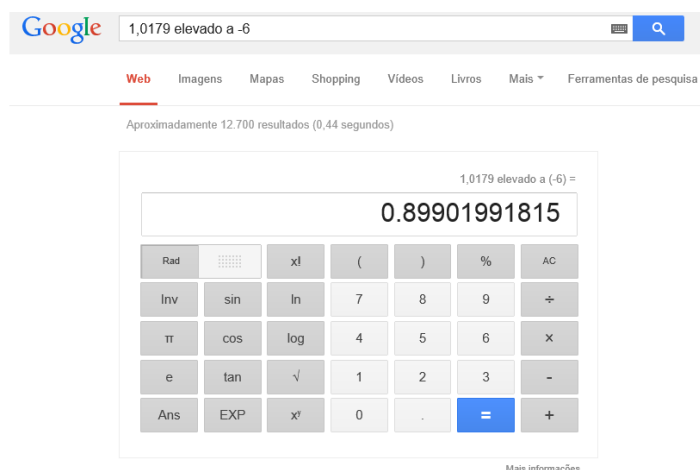 Google 1,0179 elevado a -6
Web Imagens Mapas Shopping Vídeos Livros Mais Ferramentas de pesquisa
Aproximadamente 12.700 resultados (0,44 segundos)
1,0179 elevado a (-6) =
0.89901991815
Rad x! ( ) % AC
Inv sin ln 7 8 9 ÷
π cos log 4 5 6 ×
e tan √ 1 2 3 -
Ans EXP xʸ 0 . = +
Mais informações